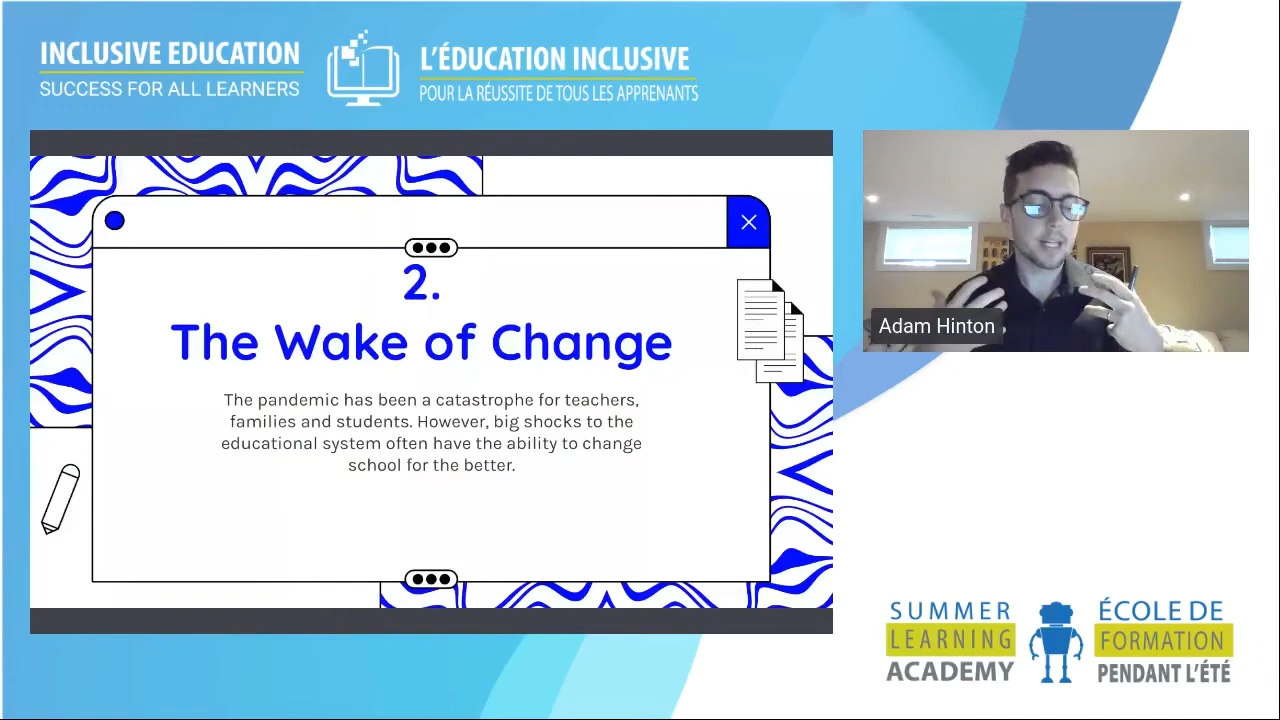 INCLUSIVE EDUCATION
SUCCESS FOR ALL LEARNERS
L'ÉDUCATION INCLUSIVE
POUR LA RÉUSSITE DE TOUS LES APPRENANTS
2.
The Wake of Change
The pandemic has been a catastrophe for teachers,
families and students. However, big shocks to the
educational system often have the ability to change
school for the better.
Adam Hinton
SUMMER
LEARNING
ACADEMY
ÉCOLE DE
FORMATION
PENDANT L'ÉTÉ